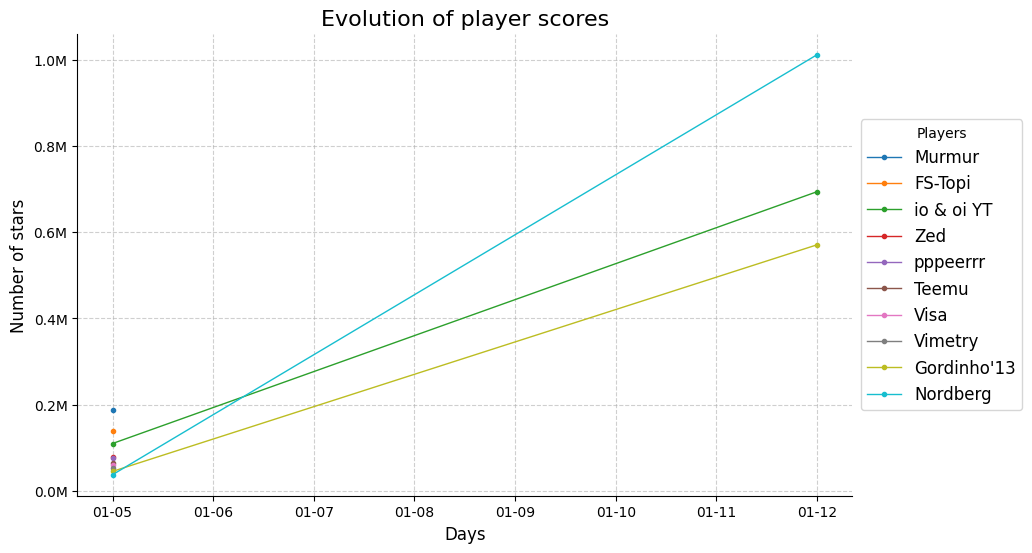 Evolution of player scores
Number of stars
1.0M
0.8M
0.6M
0.4M
0.2M
0.0M
01-05
01-06
01-07
01-08
01-09
01-10
01-11
01-12
Days
Players
Murmur
FS-Topi
io & oi YT
Zed
pppeerrr
Teemu
Visa
Vimetry
Gordinho'13
Nordberg